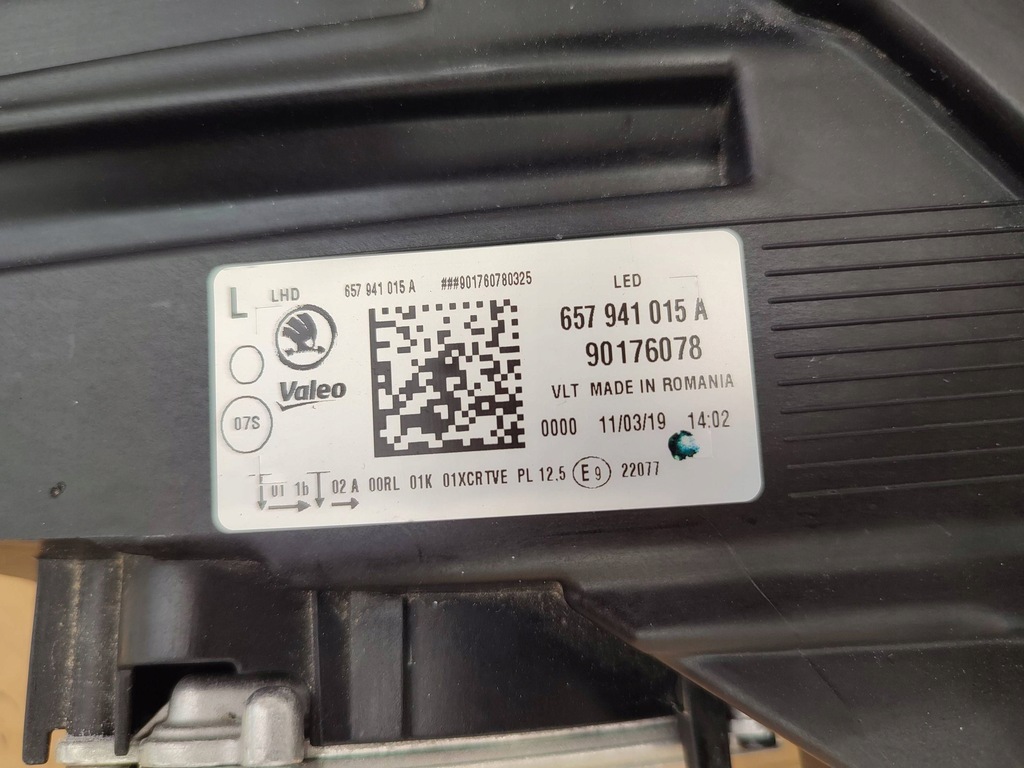 L LHD 657 941 015 A ###901760780325 LED
657 941 015 A
90176078
Valeo
VLT MADE IN ROMANIA
07S
0000 11/03/19 14:02
01 1b 02 A 00RL 01K 01XCRTVE PL 12.5 E9 22077